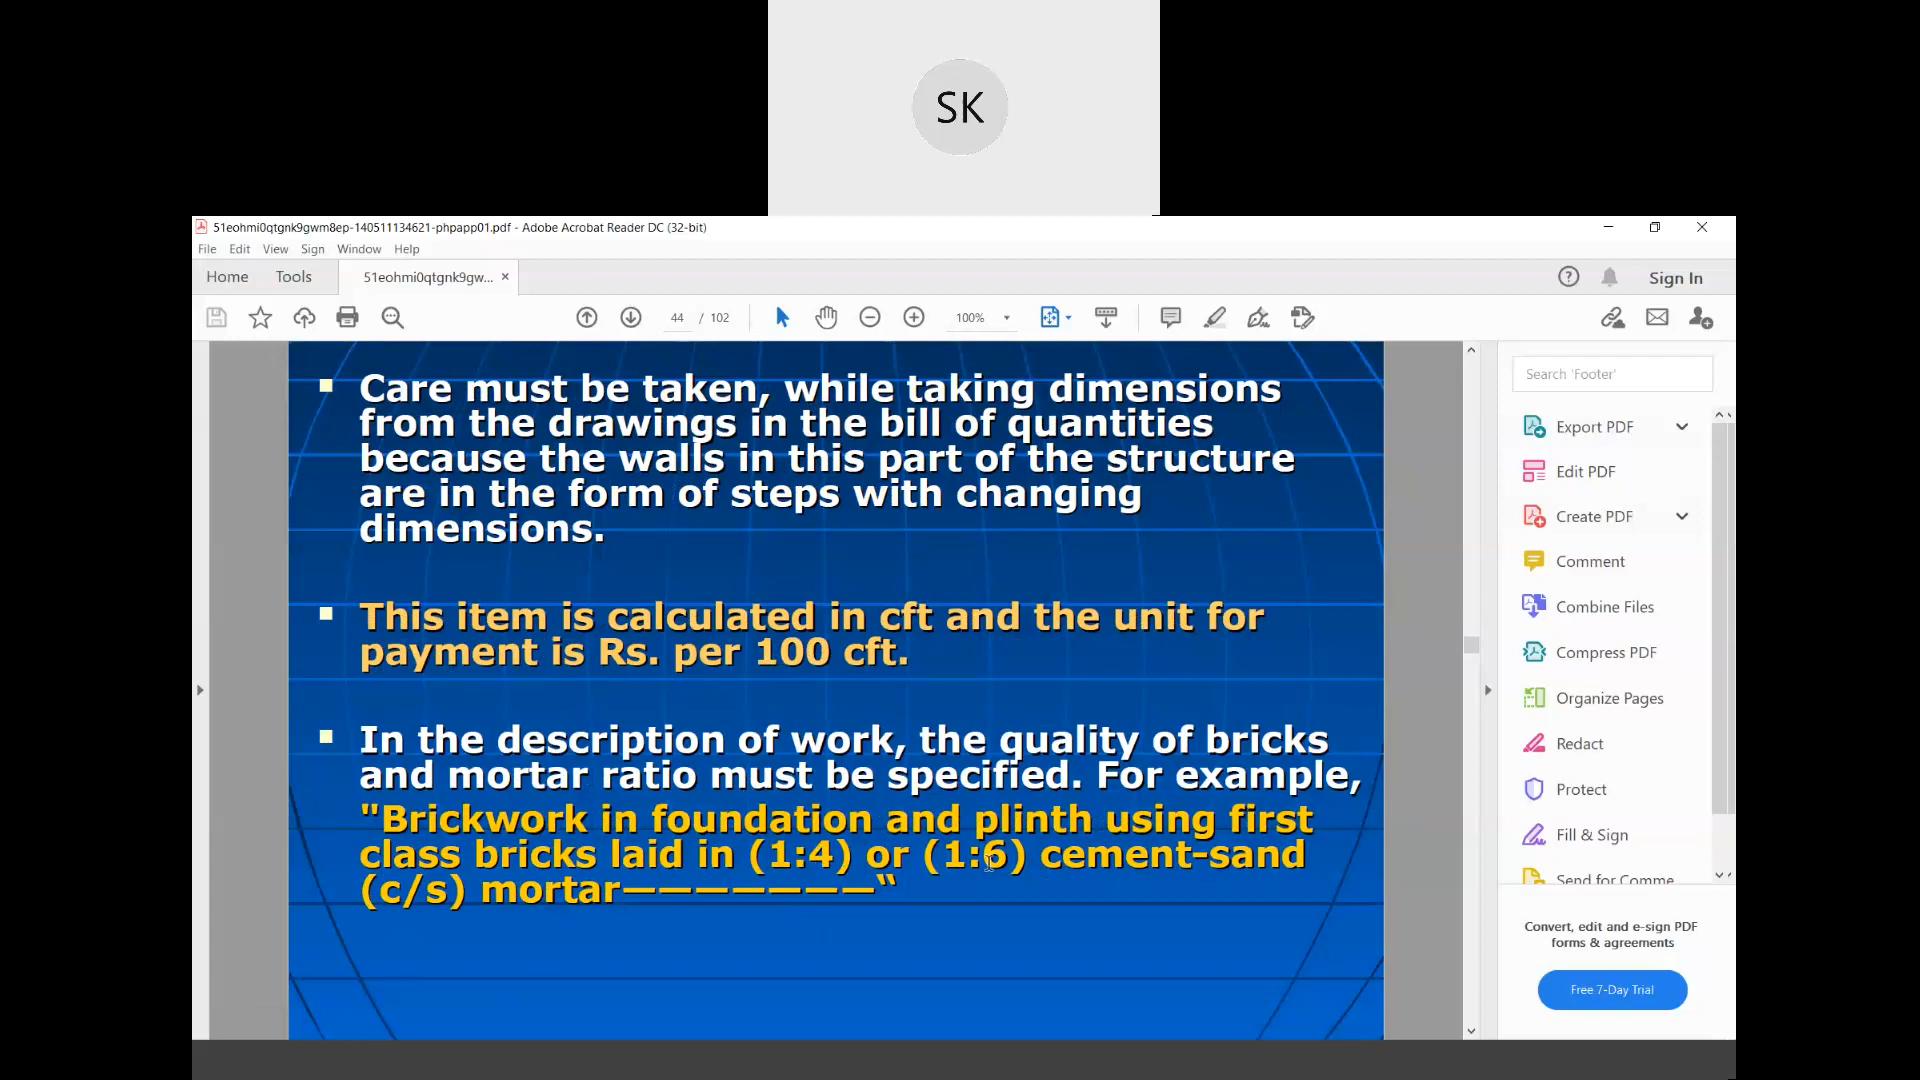 SK
51eohmi0qtgnk9gwm8ep-140511134621-phpapp01.pdf - Adobe Acrobat Reader DC (32-bit)
File Edit View Sign Window Help
Home Tools 51eohmi0qtgnk9gw... × Sign In
44 / 102 100%
Care must be taken, while taking dimensions
from the drawings in the bill of quantities
because the walls in this part of the structure
are in the form of steps with changing
dimensions.
This item is calculated in cft and the unit for
payment is Rs. per 100 cft.
In the description of work, the quality of bricks
and mortar ratio must be specified. For example,
"Brickwork in foundation and plinth using first
class bricks laid in (1:4) or (1:6) cement-sand
(c/s) mortar———————“
Search 'Footer'
Export PDF
Edit PDF
Create PDF
Comment
Combine Files
Compress PDF
Organize Pages
Redact
Protect
Fill & Sign
Send for Comme
Convert, edit and e-sign PDF
forms & agreements
Free 7-Day Trial